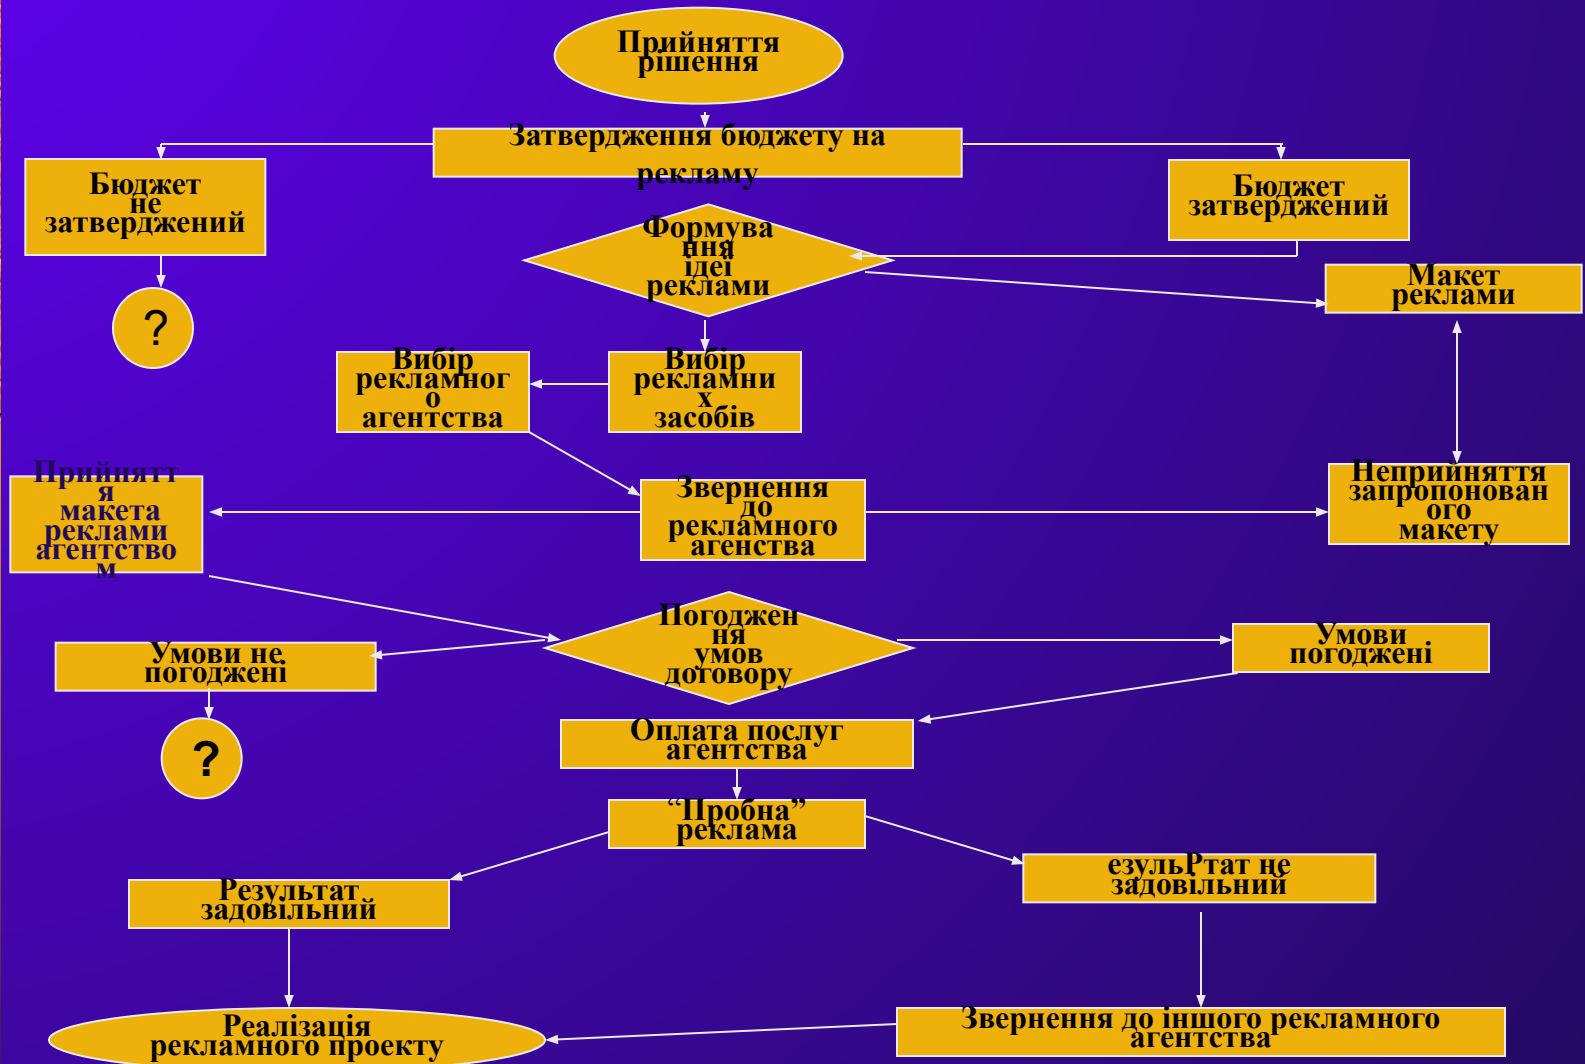 Прийняття
рішення
Затвердження бюджету на
рекламу
Бюджет
не
затверджений
Бюджет
затверджений
Формува
ння
ідеї
реклами
Макет
реклами
?
Вибір
рекламног
о
агентства
Вибір
рекламни
х
засобів
Прийнятт
я
макета
реклами
агентство
м
Звернення
до
рекламного
агенства
Неприйняття
запропонован
ого
макету
Погоджен
ня
умов
договору
Умови не
погоджені
Умови
погоджені
?
Оплата послуг
агентства
“Пробна”
реклама
Результат
задовільний
езульРтат не
задовільний
Реалізація
рекламного проекту
Звернення до іншого рекламного
агентства